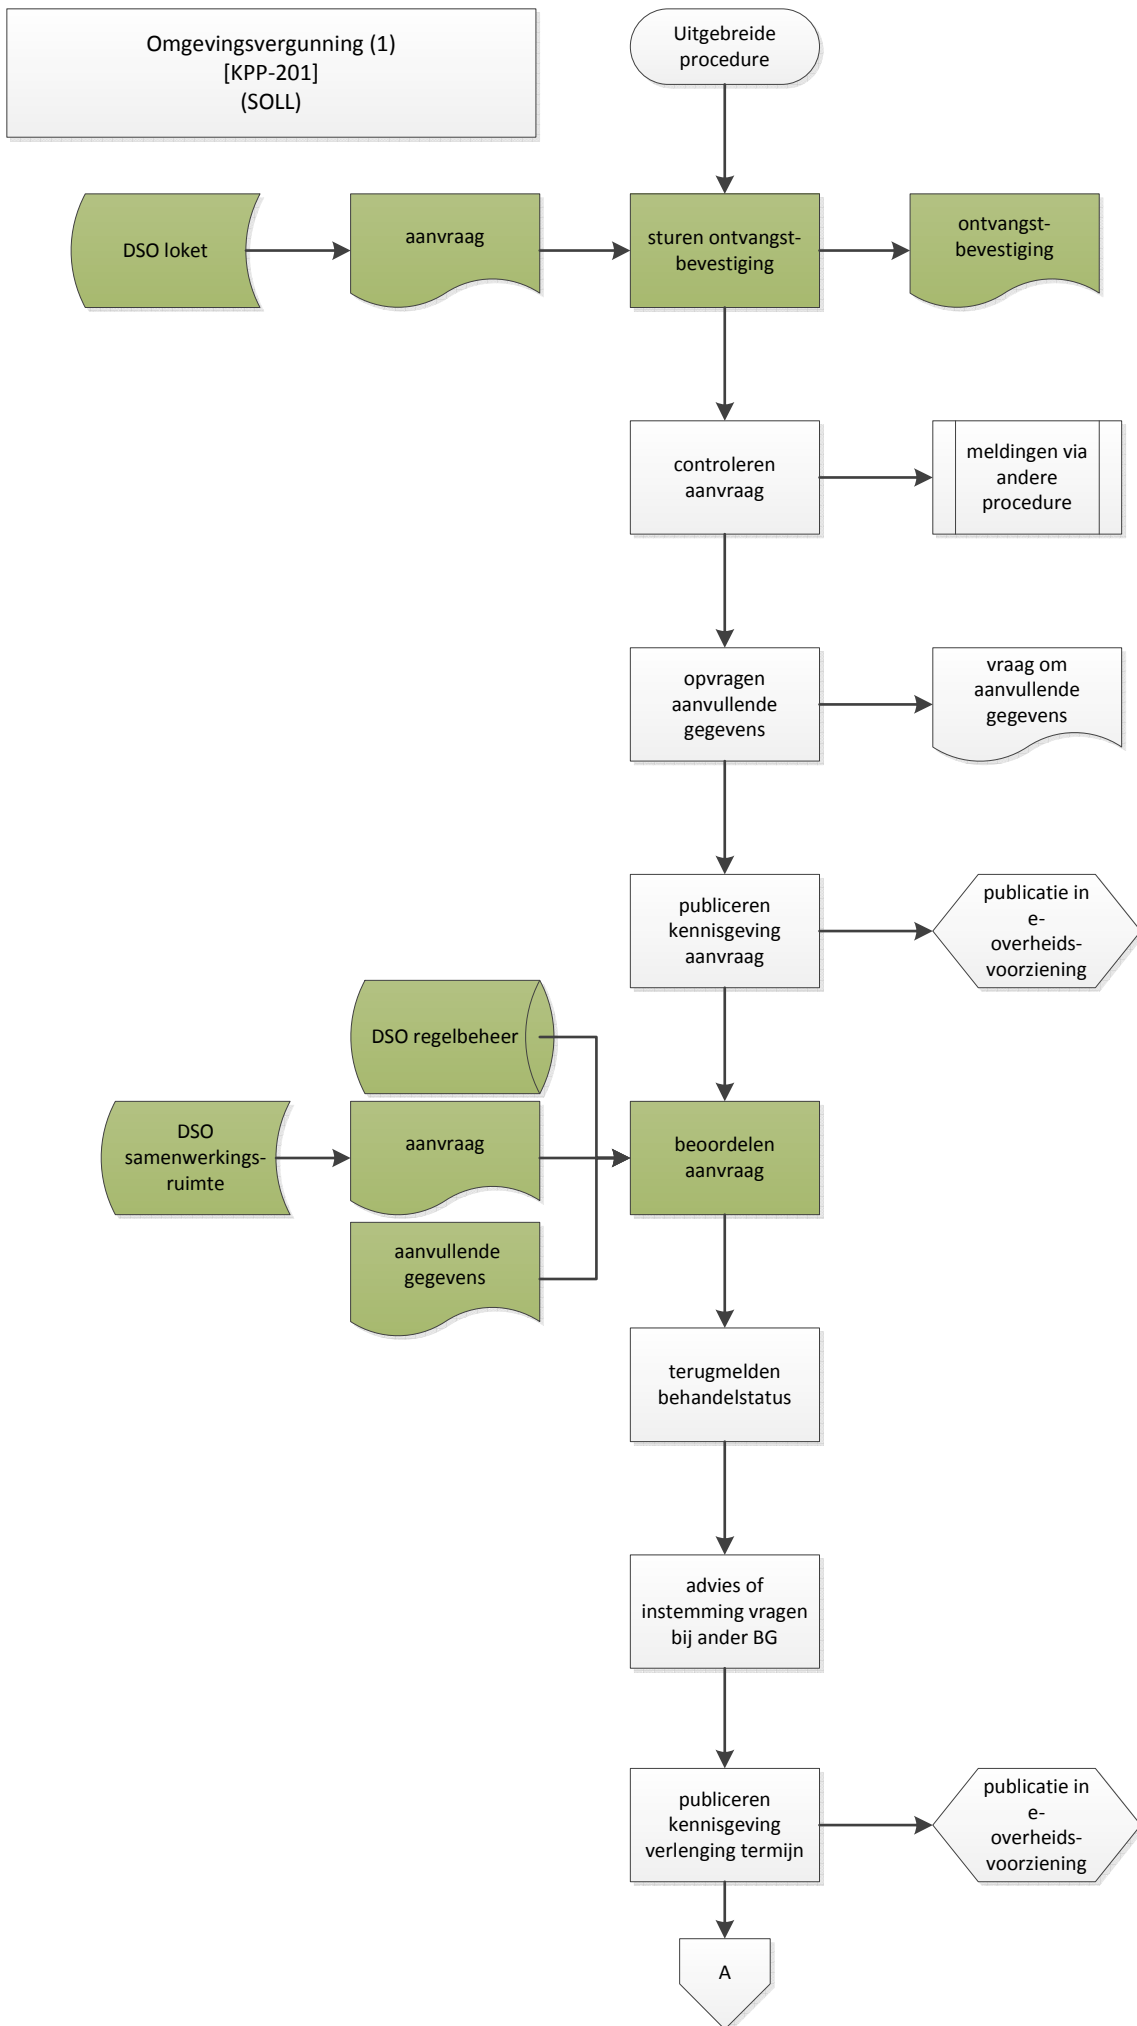 Omgevingsvergunning (1)
[KPP-201]
(SOLL)
Uitgebreide
procedure
DSO loket
aanvraag
sturen ontvangst-
bevestiging
ontvangst-
bevestiging
controleren
aanvraag
meldingen via
andere
procedure
opvragen
aanvullende
gegevens
vraag om
aanvullende
gegevens
publiceren
kennisgeving
aanvraag
publicatie in
e-
overheids-
voorziening
DSO regelbeheer
DSO
samenwerkings-
ruimte
aanvraag
beoordelen
aanvraag
aanvullende
gegevens
terugmelden
behandelstatus
advies of
instemming vragen
bij ander BG
publiceren
kennisgeving
verlenging termijn
publicatie in
e-
overheids-
voorziening
A